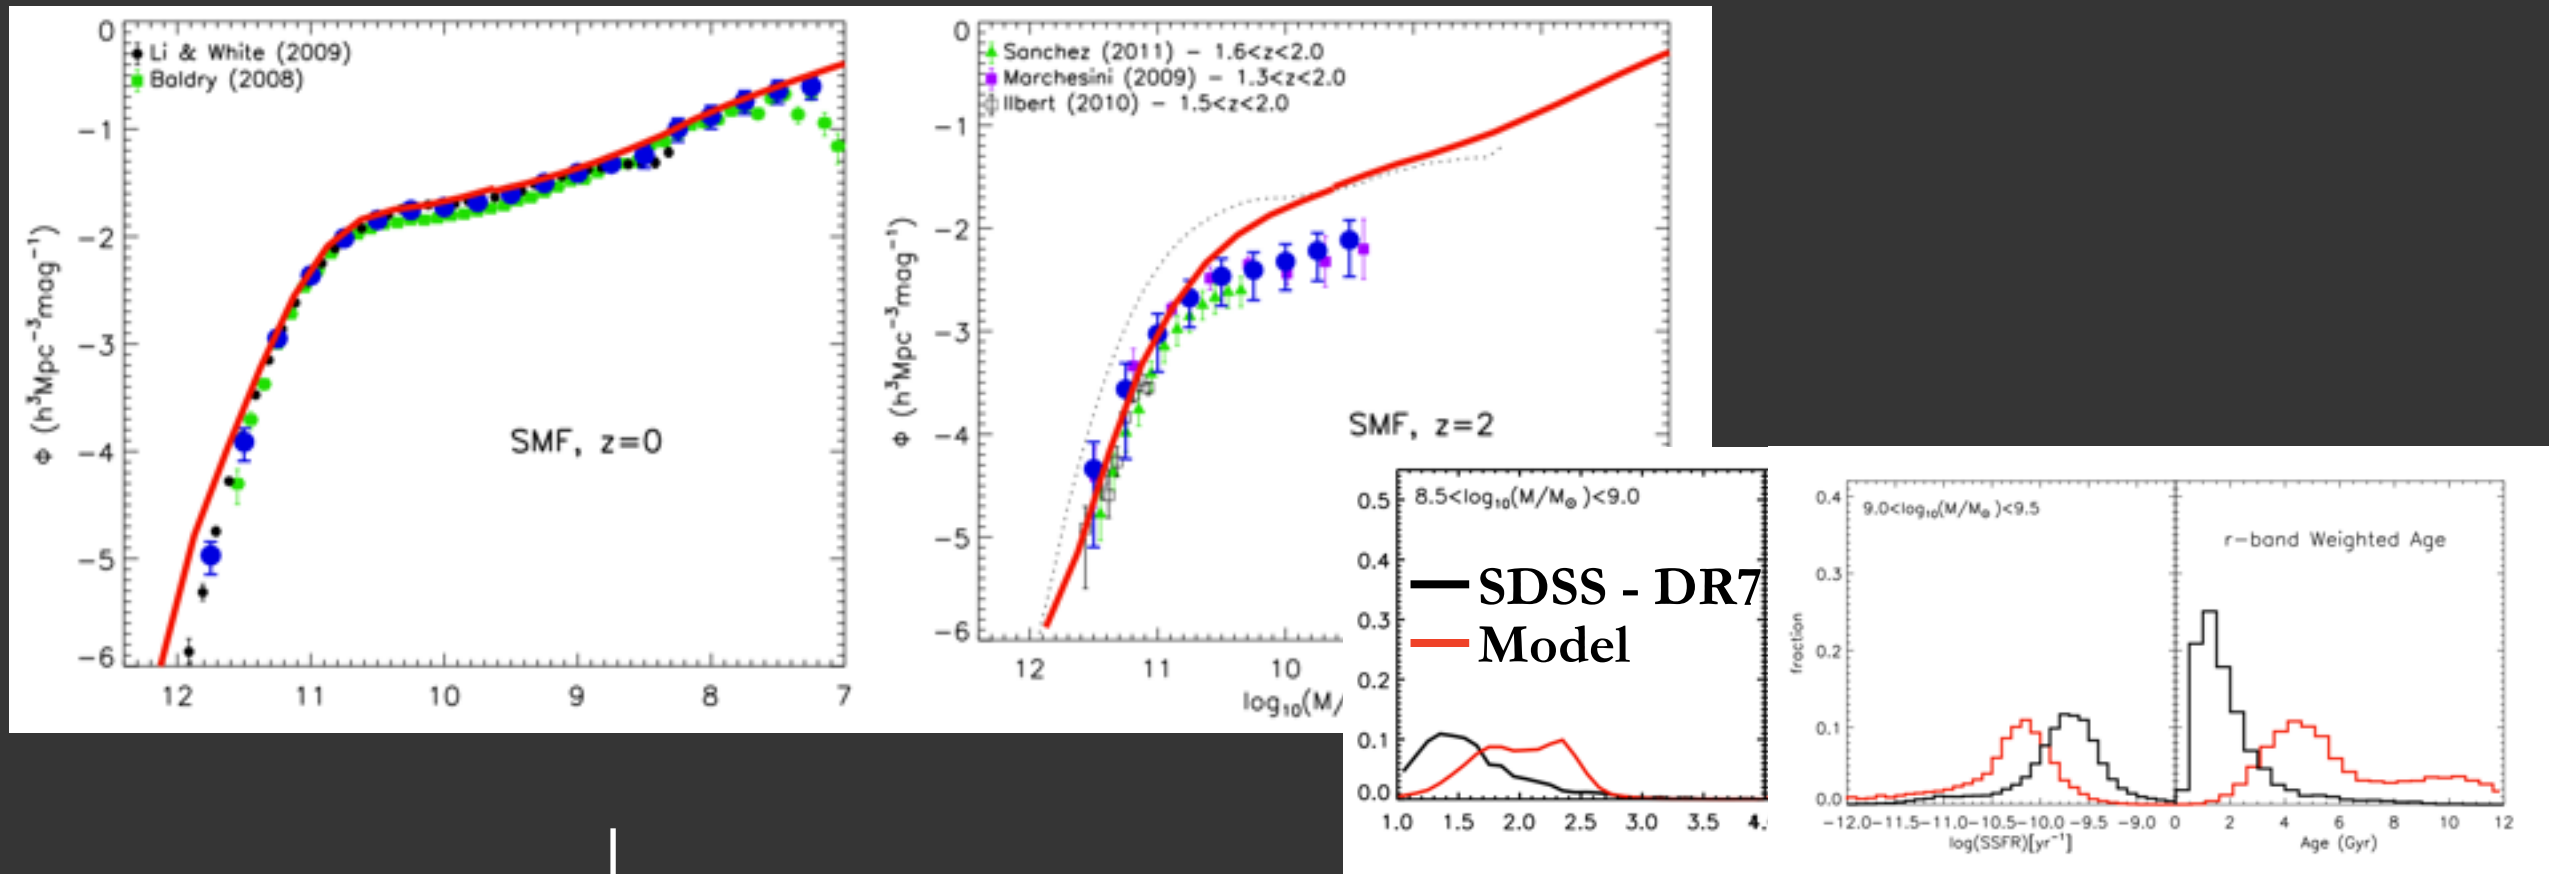 Li & White (2009)
Baldry (2008)
0
−1
−2
−3
−4
−5
−6
Φ (h³Mpc⁻³mag⁻¹)
SMF, z=0
12 11 10 9 8 7
Sanchez (2011) − 1.6<z<2.0
Marchesini (2009) − 1.3<z<2.0
Ilbert (2010) − 1.5<z<2.0
0
−1
−2
−3
−4
−5
−6
Φ (h³Mpc⁻³mag⁻¹)
SMF, z=2
12 11 10
log₁₀(M/
8.5<log₁₀(M/M⊙)<9.0
SDSS - DR7
Model
0.5
0.4
0.3
0.2
0.1
0.0
1.0 1.5 2.0 2.5 3.0 3.5 4.
9.0<log₁₀(M/M⊙)<9.5
r−band Weighted Age
0.4
0.3
0.2
0.1
0.0
fraction
−12.0−11.5−11.0−10.5−10.0 −9.5 −9.0 0 2 4 6 8 10 12
log(SSFR)[yr⁻¹]
Age (Gyr)